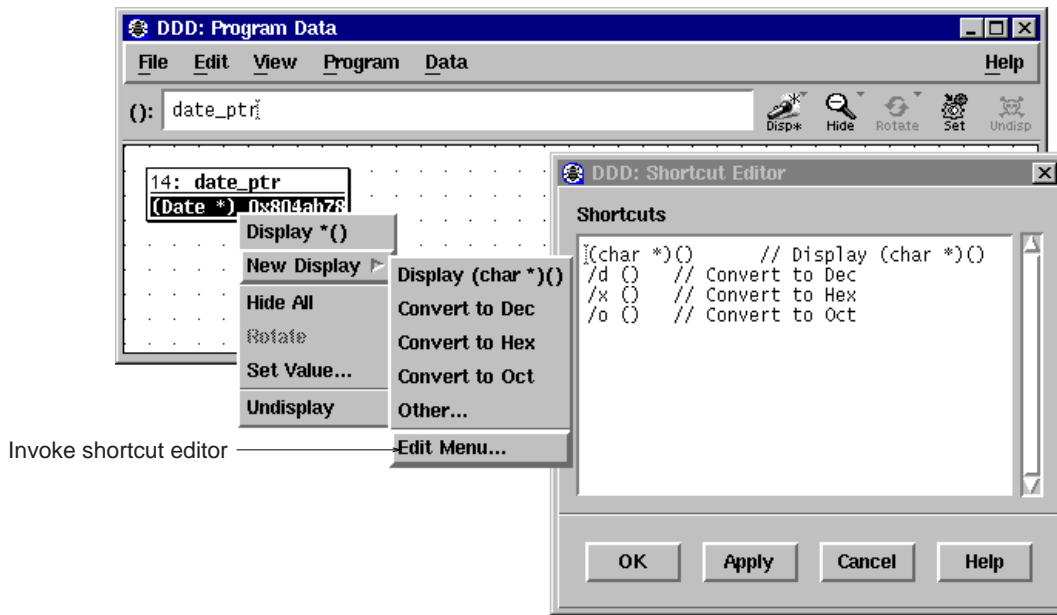 DDD: Program Data
File Edit View Program Data Help
(): date_ptr
Disp* Hide Rotate Set Undisp
14: date_ptr
(Date *) 0x804ab78
Display *()
New Display
Hide All
Rotate
Set Value...
Undisplay
Display (char *)()
Convert to Dec
Convert to Hex
Convert to Oct
Other...
Edit Menu...
Invoke shortcut editor
DDD: Shortcut Editor
Shortcuts
(char *)() // Display (char *)()
/d () // Convert to Dec
/x () // Convert to Hex
/o () // Convert to Oct
OK Apply Cancel Help